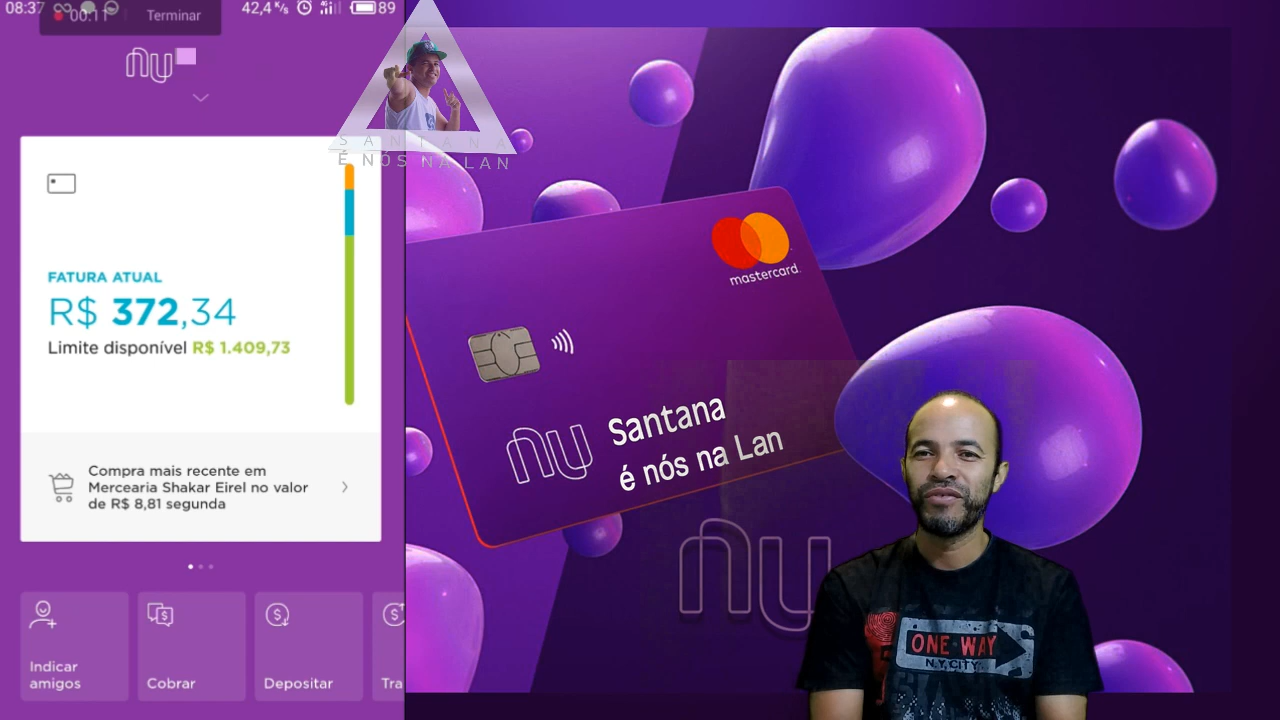 08:37
00:11
Terminar
42,4 K/s
89
nu
FATURA ATUAL
R$ 372,34
Limite disponível R$ 1.409,73
Compra mais recente em
Mercearia Shakar Eirel no valor
de R$ 8,81 segunda
Indicar
amigos
Cobrar
Depositar
Tra
SANTANA
É NÓS NA LAN
mastercard.
nu
Santana
é nós na Lan
nu
ONE WAY
N.Y.CITY